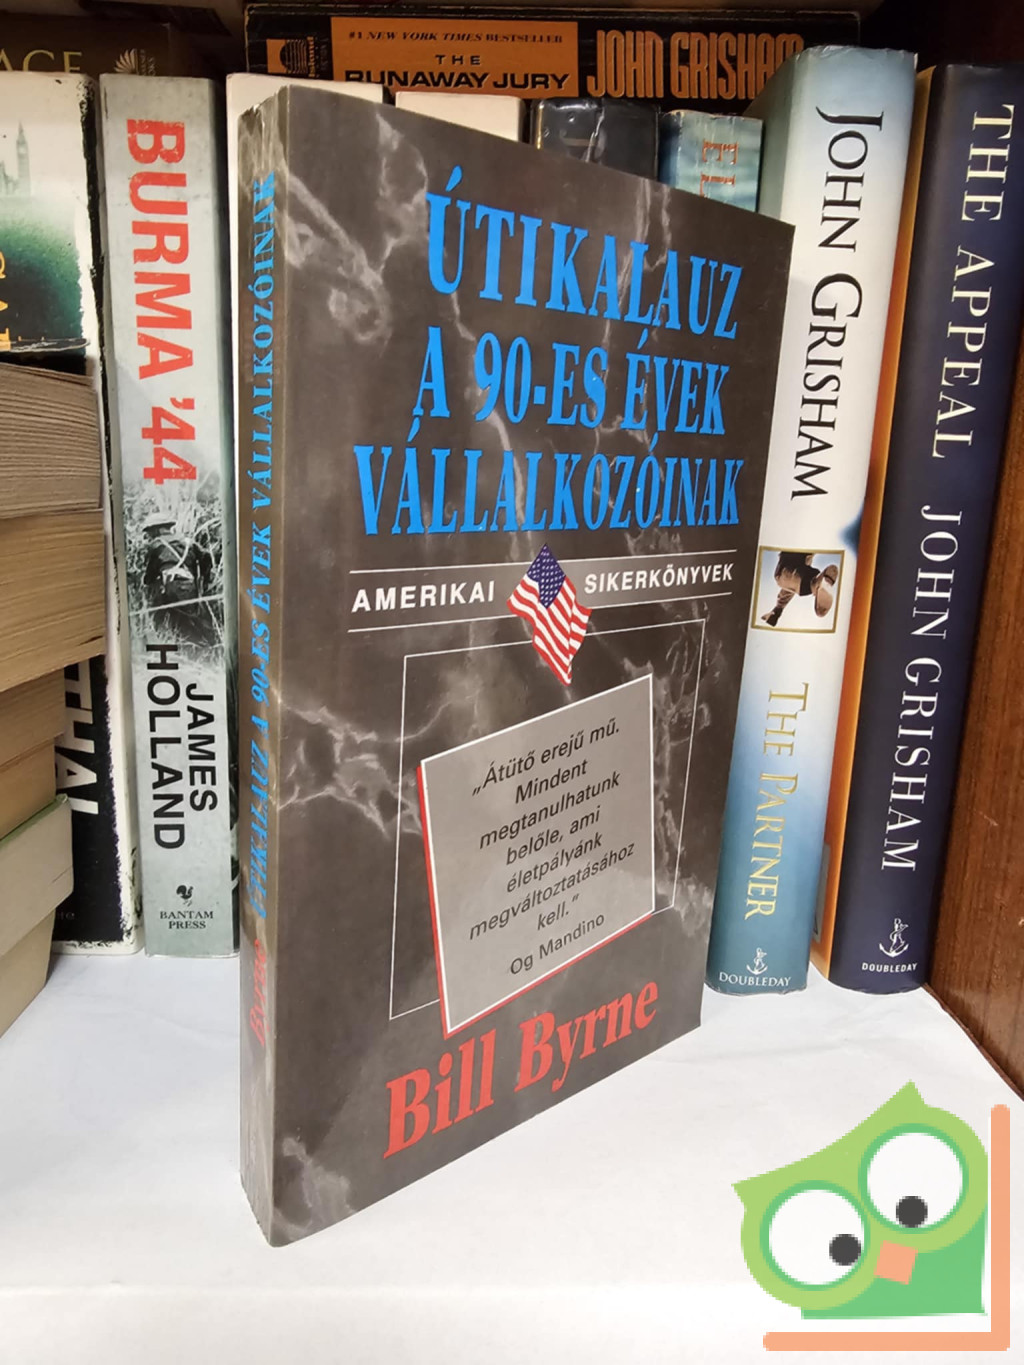 #1 NEW YORK TIMES BESTSELLER
THE
RUNAWAY JURY
JOHN GRISHAM
BURMA '44
JAMES
HOLLAND
BANTAM
PRESS
ÚTIKALAUZ A 90-ES ÉVEK VÁLLALKOZÓINAK
Byrne
ÚTIKALAUZ
A 90-ES ÉVEK
VÁLLALKOZÓINAK
AMERIKAI SIKERKÖNYVEK
„Átütő erejű mű.
Mindent
megtanulhatunk
belőle, ami
életpályánk
megváltoztatásához
kell.”
Og Mandino
Bill Byrne
JOHN GRISHAM
THE PARTNER
DOUBLEDAY
THE APPEAL
JOHN GRISHAM
DOUBLEDAY